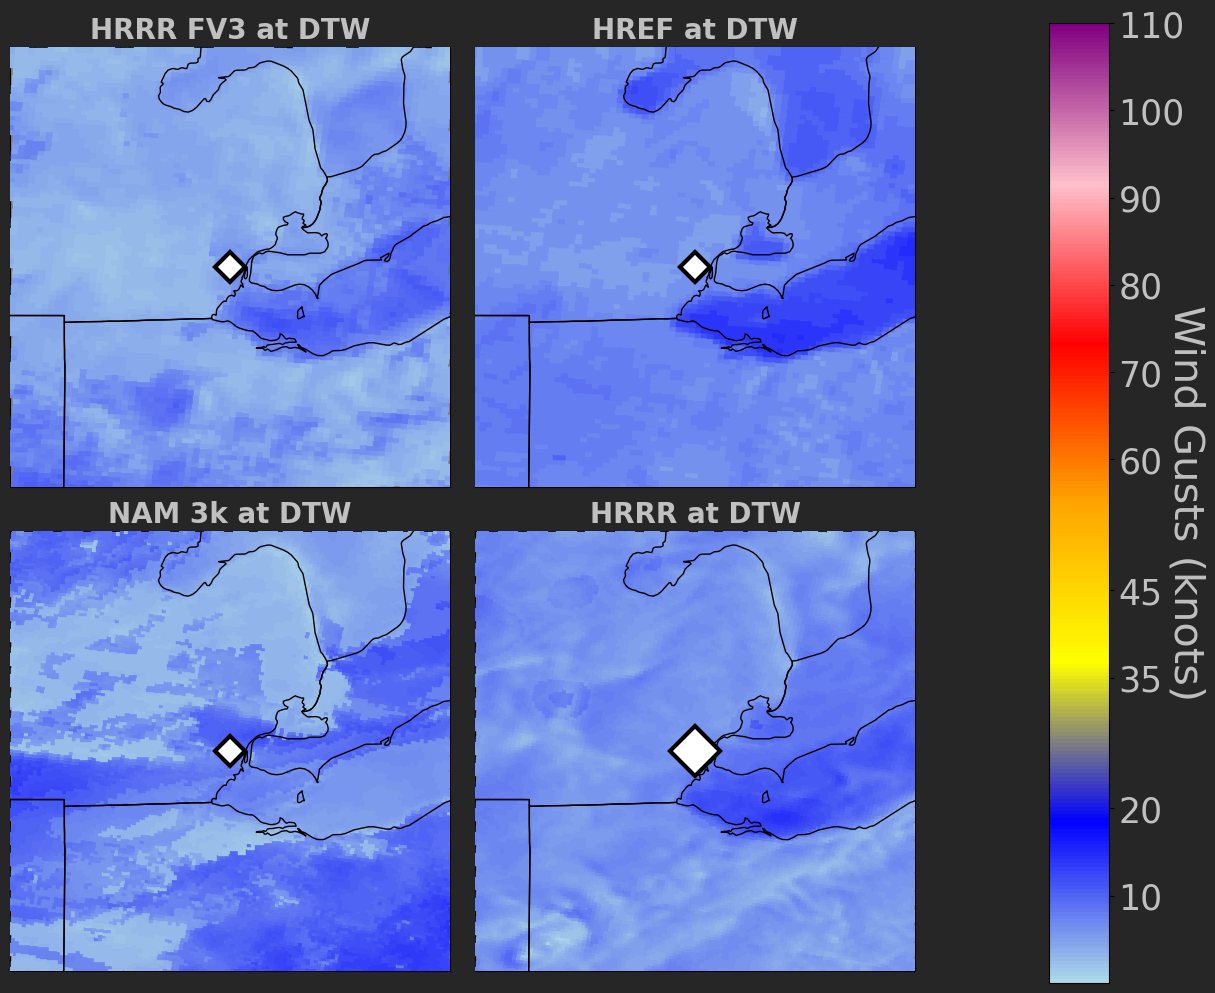 HRRR FV3 at DTW
HREF at DTW
NAM 3k at DTW
HRRR at DTW
110
100
90
80
70
60
45
35
20
10
Wind Gusts (knots)